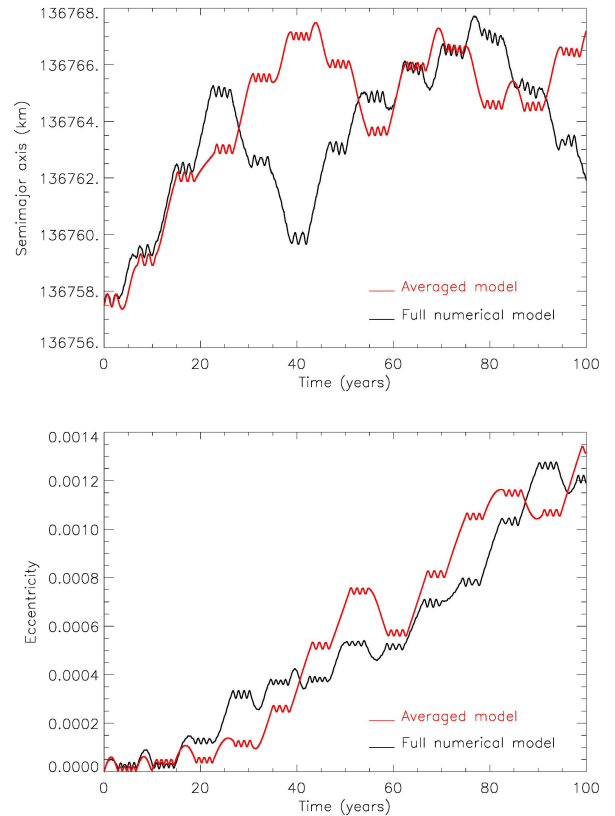 136768.
136766.
136764.
136762.
136760.
136758.
136756.
Semimajor axis (km)
Averaged model
Full numerical model
0 20 40 60 80 100
Time (years)
0.0014
0.0012
0.0010
0.0008
0.0006
0.0004
0.0002
0.0000
Eccentricity
Averaged model
Full numerical model
0 20 40 60 80 100
Time (years)